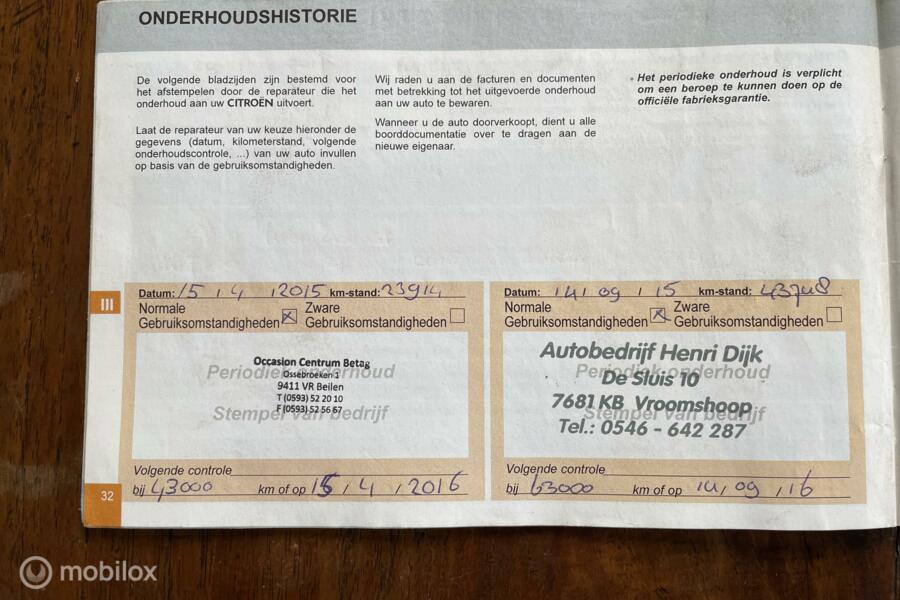 ONDERHOUDSHISTORIE
De volgende bladzijden zijn bestemd voor
het afstempelen door de reparateur die het
onderhoud aan uw CITROËN uitvoert.
Laat de reparateur van uw keuze hieronder de
gegevens (datum, kilometerstand, volgende
onderhoudscontrole, ...) van uw auto invullen
op basis van de gebruiksomstandigheden.
Wij raden u aan de facturen en documenten
met betrekking tot het uitgevoerde onderhoud
aan uw auto te bewaren.
Wanneer u de auto doorverkoopt, dient u alle
boorddocumentatie over te dragen aan de
nieuwe eigenaar.
• Het periodieke onderhoud is verplicht
om een beroep te kunnen doen op de
officiële fabrieksgarantie.
III
Datum: 15 / 4 / 2015 km-stand: 23914
Normale Zware
Gebruiksomstandigheden Gebruiksomstandigheden
Periodiek onderhoud
Stempel van bedrijf
Occasion Centrum Betag
Ossebroeken 1
9411 VR Beilen
T (0593) 52 20 10
F (0593) 52 56 67
Volgende controle
bij 43000 km of op 15 / 4 / 2016
Datum: 14 / 09 / 15 km-stand: 43748
Normale Zware
Gebruiksomstandigheden Gebruiksomstandigheden
Periodiek onderhoud
Stempel van bedrijf
Autobedrijf Henri Dijk
De Sluis 10
7681 KB Vroomshoop
Tel.: 0546 - 642 287
Volgende controle
bij 63000 km of op 14 / 09 / 16
32
mobilox